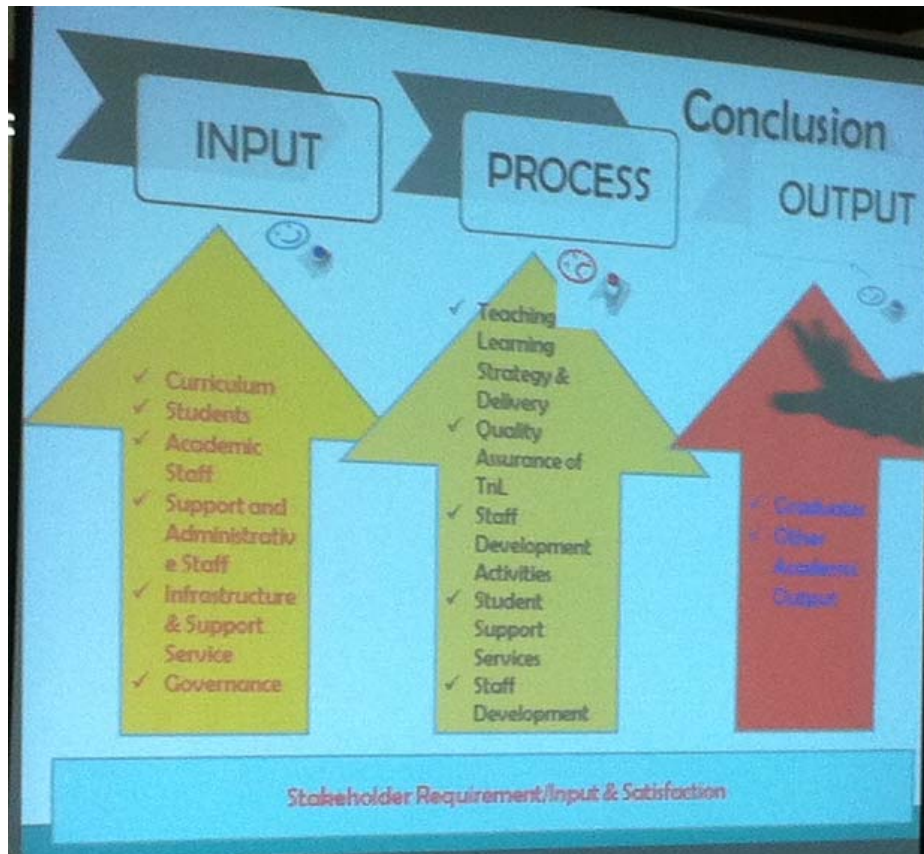 Conclusion
INPUT
PROCESS
OUTPUT
✓ Curriculum
✓ Students
✓ Academic
Staff
✓ Support and
Administrativ
e Staff
✓ Infrastructure
& Support
Service
✓ Governance
✓ Teaching
Learning
Strategy &
Delivery
✓ Quality
Assurance of
TnL
✓ Staff
Development
Activities
✓ Student
Support
Services
✓ Staff
Development
✓ Graduates
✓ Other
Academic
Output
Stakeholder Requirement/Input & Satisfaction